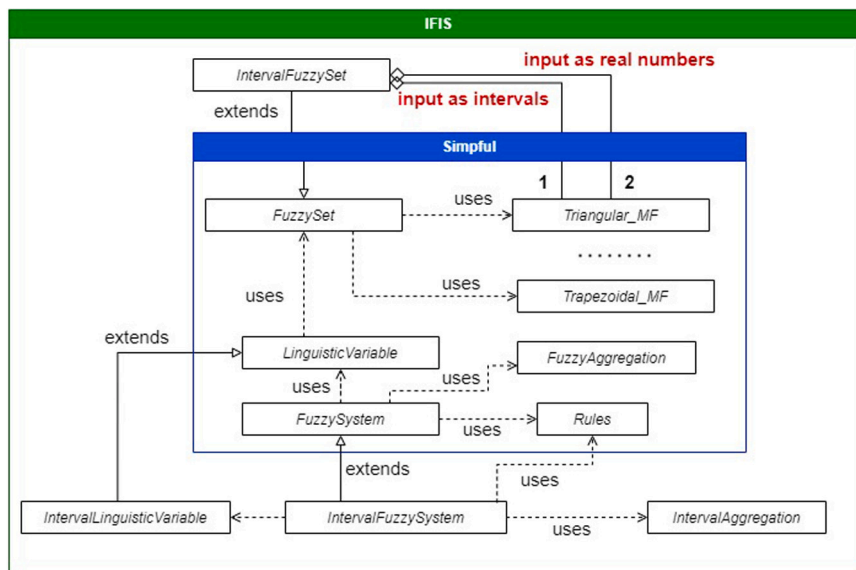 IFIS
input as real numbers
IntervalFuzzySet
input as intervals
extends
Simpful
1
2
uses
FuzzySet
Triangular_MF
........
uses
uses
Trapezoidal_MF
extends
LinguisticVariable
FuzzyAggregation
uses
uses
FuzzySystem
Rules
uses
extends
uses
IntervalLinguisticVariable
IntervalFuzzySystem
IntervalAggregation
uses